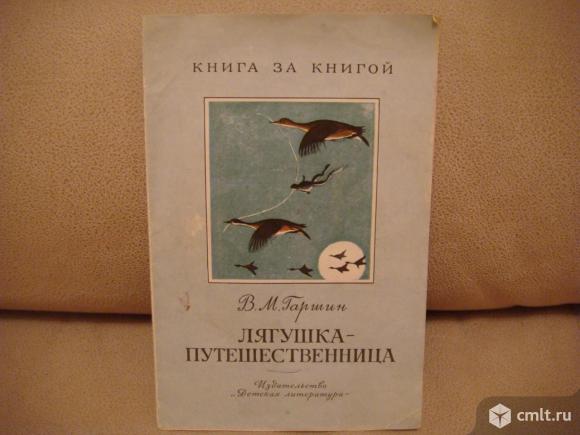 КНИГА ЗА КНИГОЙ
В. М. Гаршин
ЛЯГУШКА-
ПУТЕШЕСТВЕННИЦА
Издательство
„Детская литература"
cmlt.ru